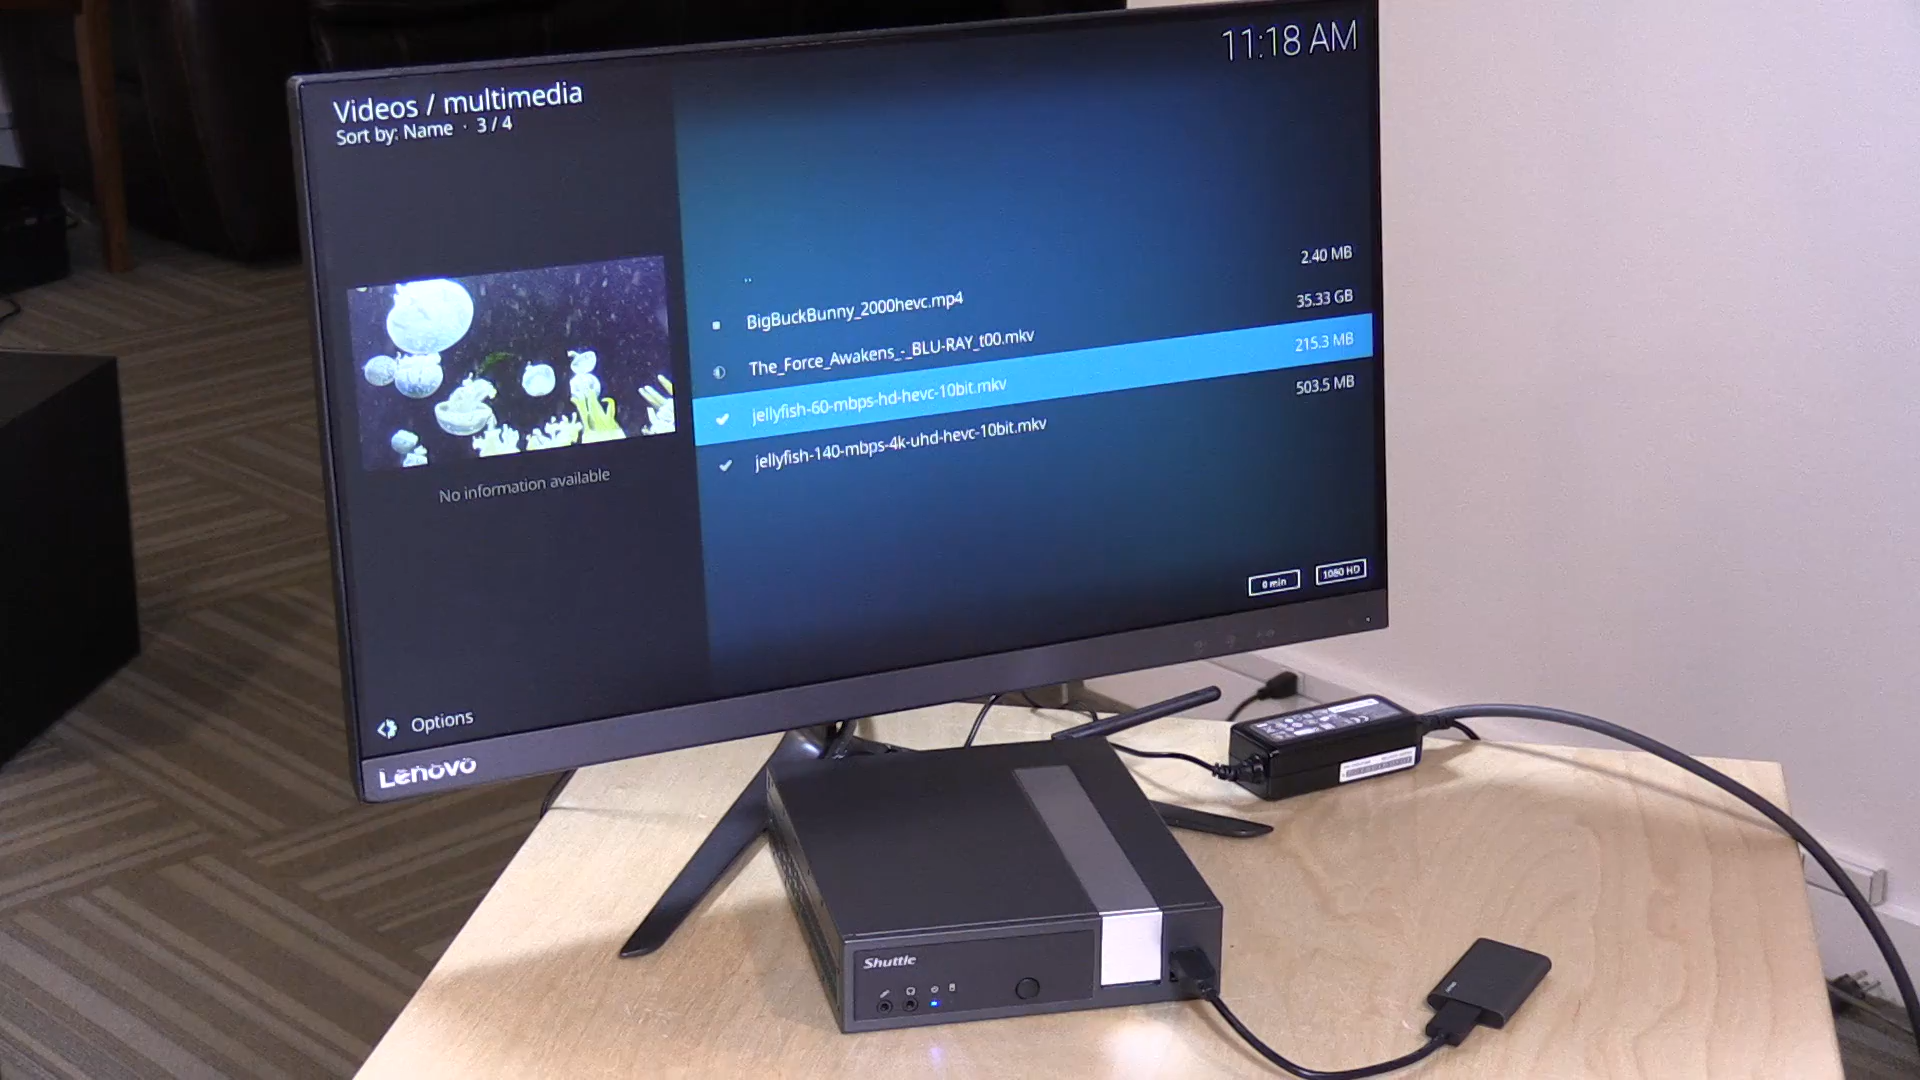 11:18 AM
Videos / multimedia
Sort by: Name · 3 / 4
..
BigBuckBunny_2000hevc.mp4 2.40 MB
The_Force_Awakens_-_BLU-RAY_t00.mkv 35.33 GB
jellyfish-60-mbps-hd-hevc-10bit.mkv 215.3 MB
jellyfish-140-mbps-4k-uhd-hevc-10bit.mkv 503.5 MB
No information available
0 min
1080 HD
Options
Lenovo
Shuttle